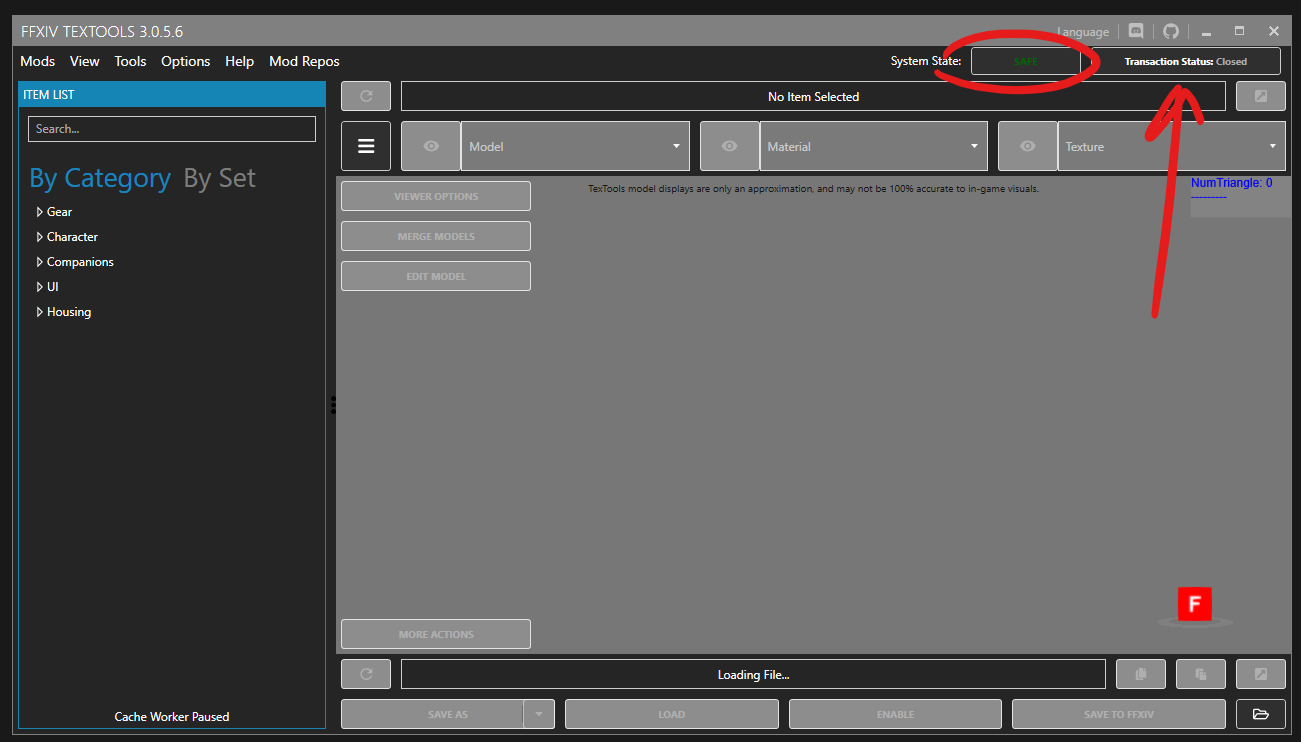 FFXIV TEXTOOLS 3.0.5.6
Language
Mods View Tools Options Help Mod Repos
System State: SAFE Transaction Status: Closed
ITEM LIST
No Item Selected
Search...
Model Material Texture
By Category By Set
TexTools model displays are only an approximation, and may not be 100% accurate to in-game visuals.
NumTriangle: 0
---------
VIEWER OPTIONS
Gear
MERGE MODELS
Character
Companions
EDIT MODEL
UI
Housing
F
MORE ACTIONS
Loading File...
Cache Worker Paused
SAVE AS LOAD ENABLE SAVE TO FFXIV